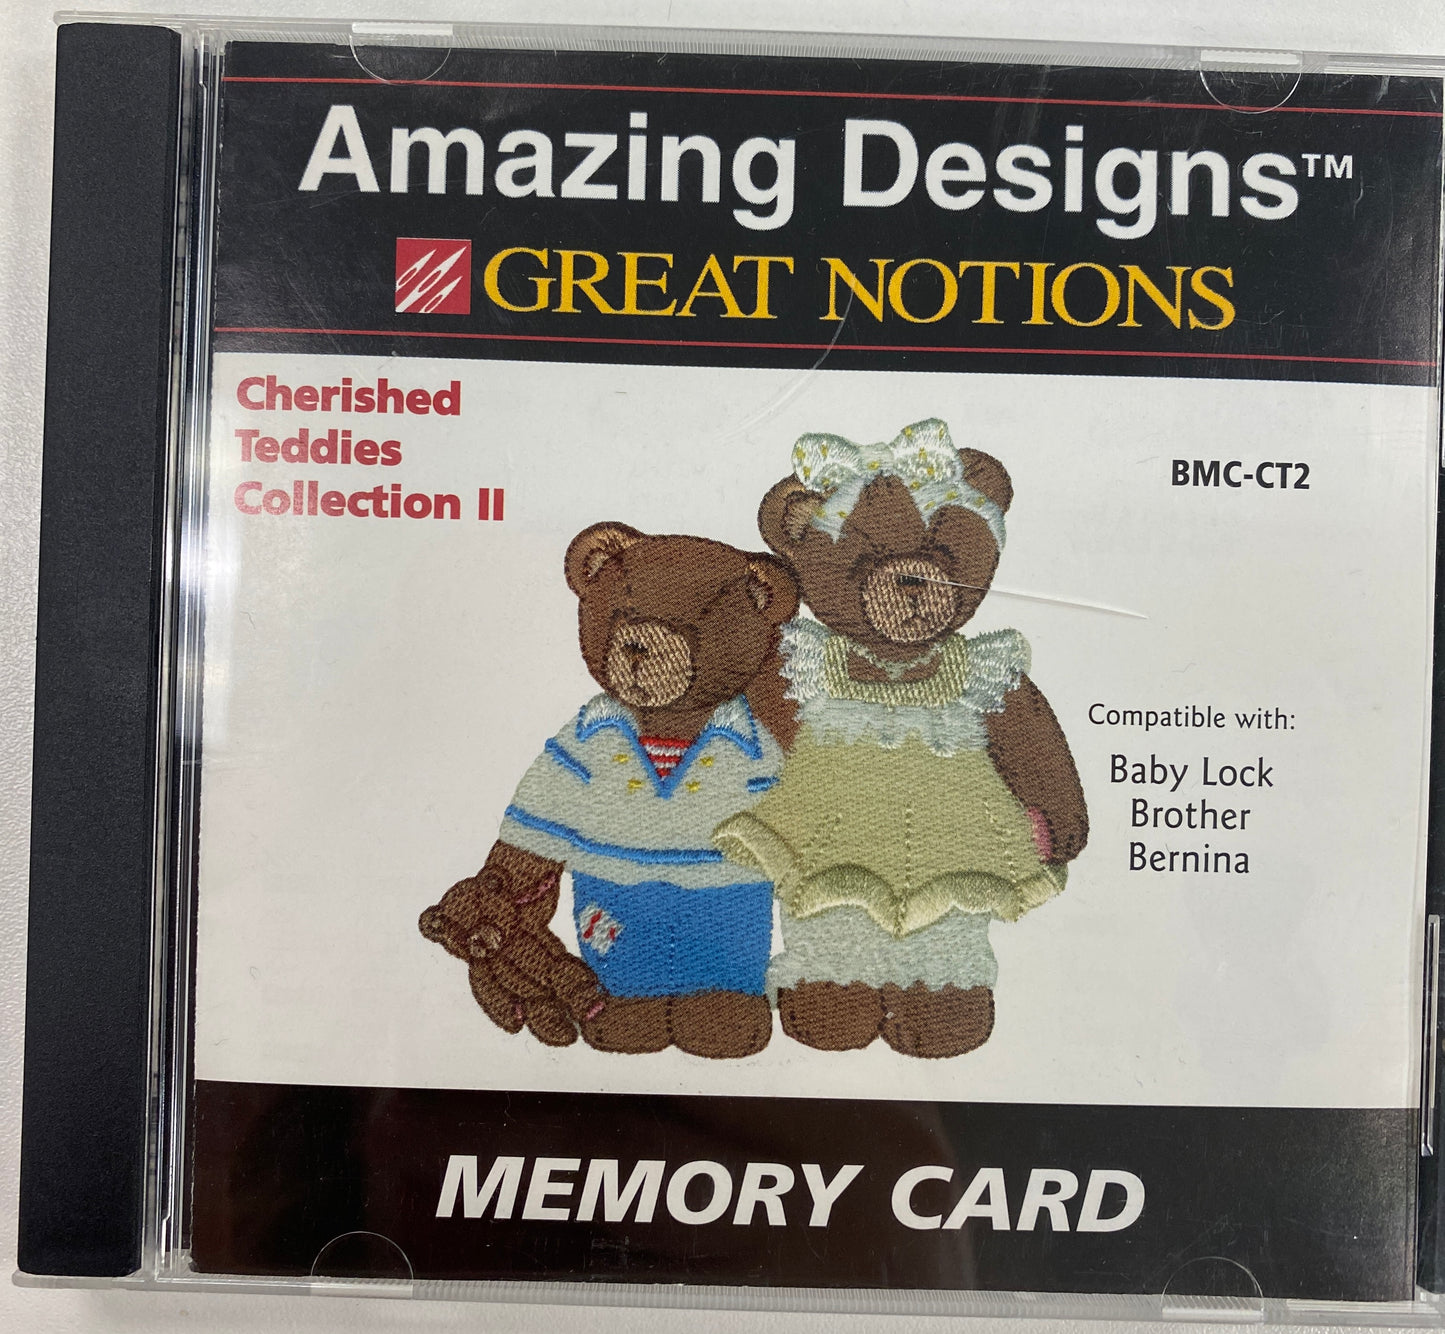 Amazing Designs™
GREAT NOTIONS
Cherished
Teddies
Collection II
BMC-CT2
Compatible with:
Baby Lock
Brother
Bernina
MEMORY CARD